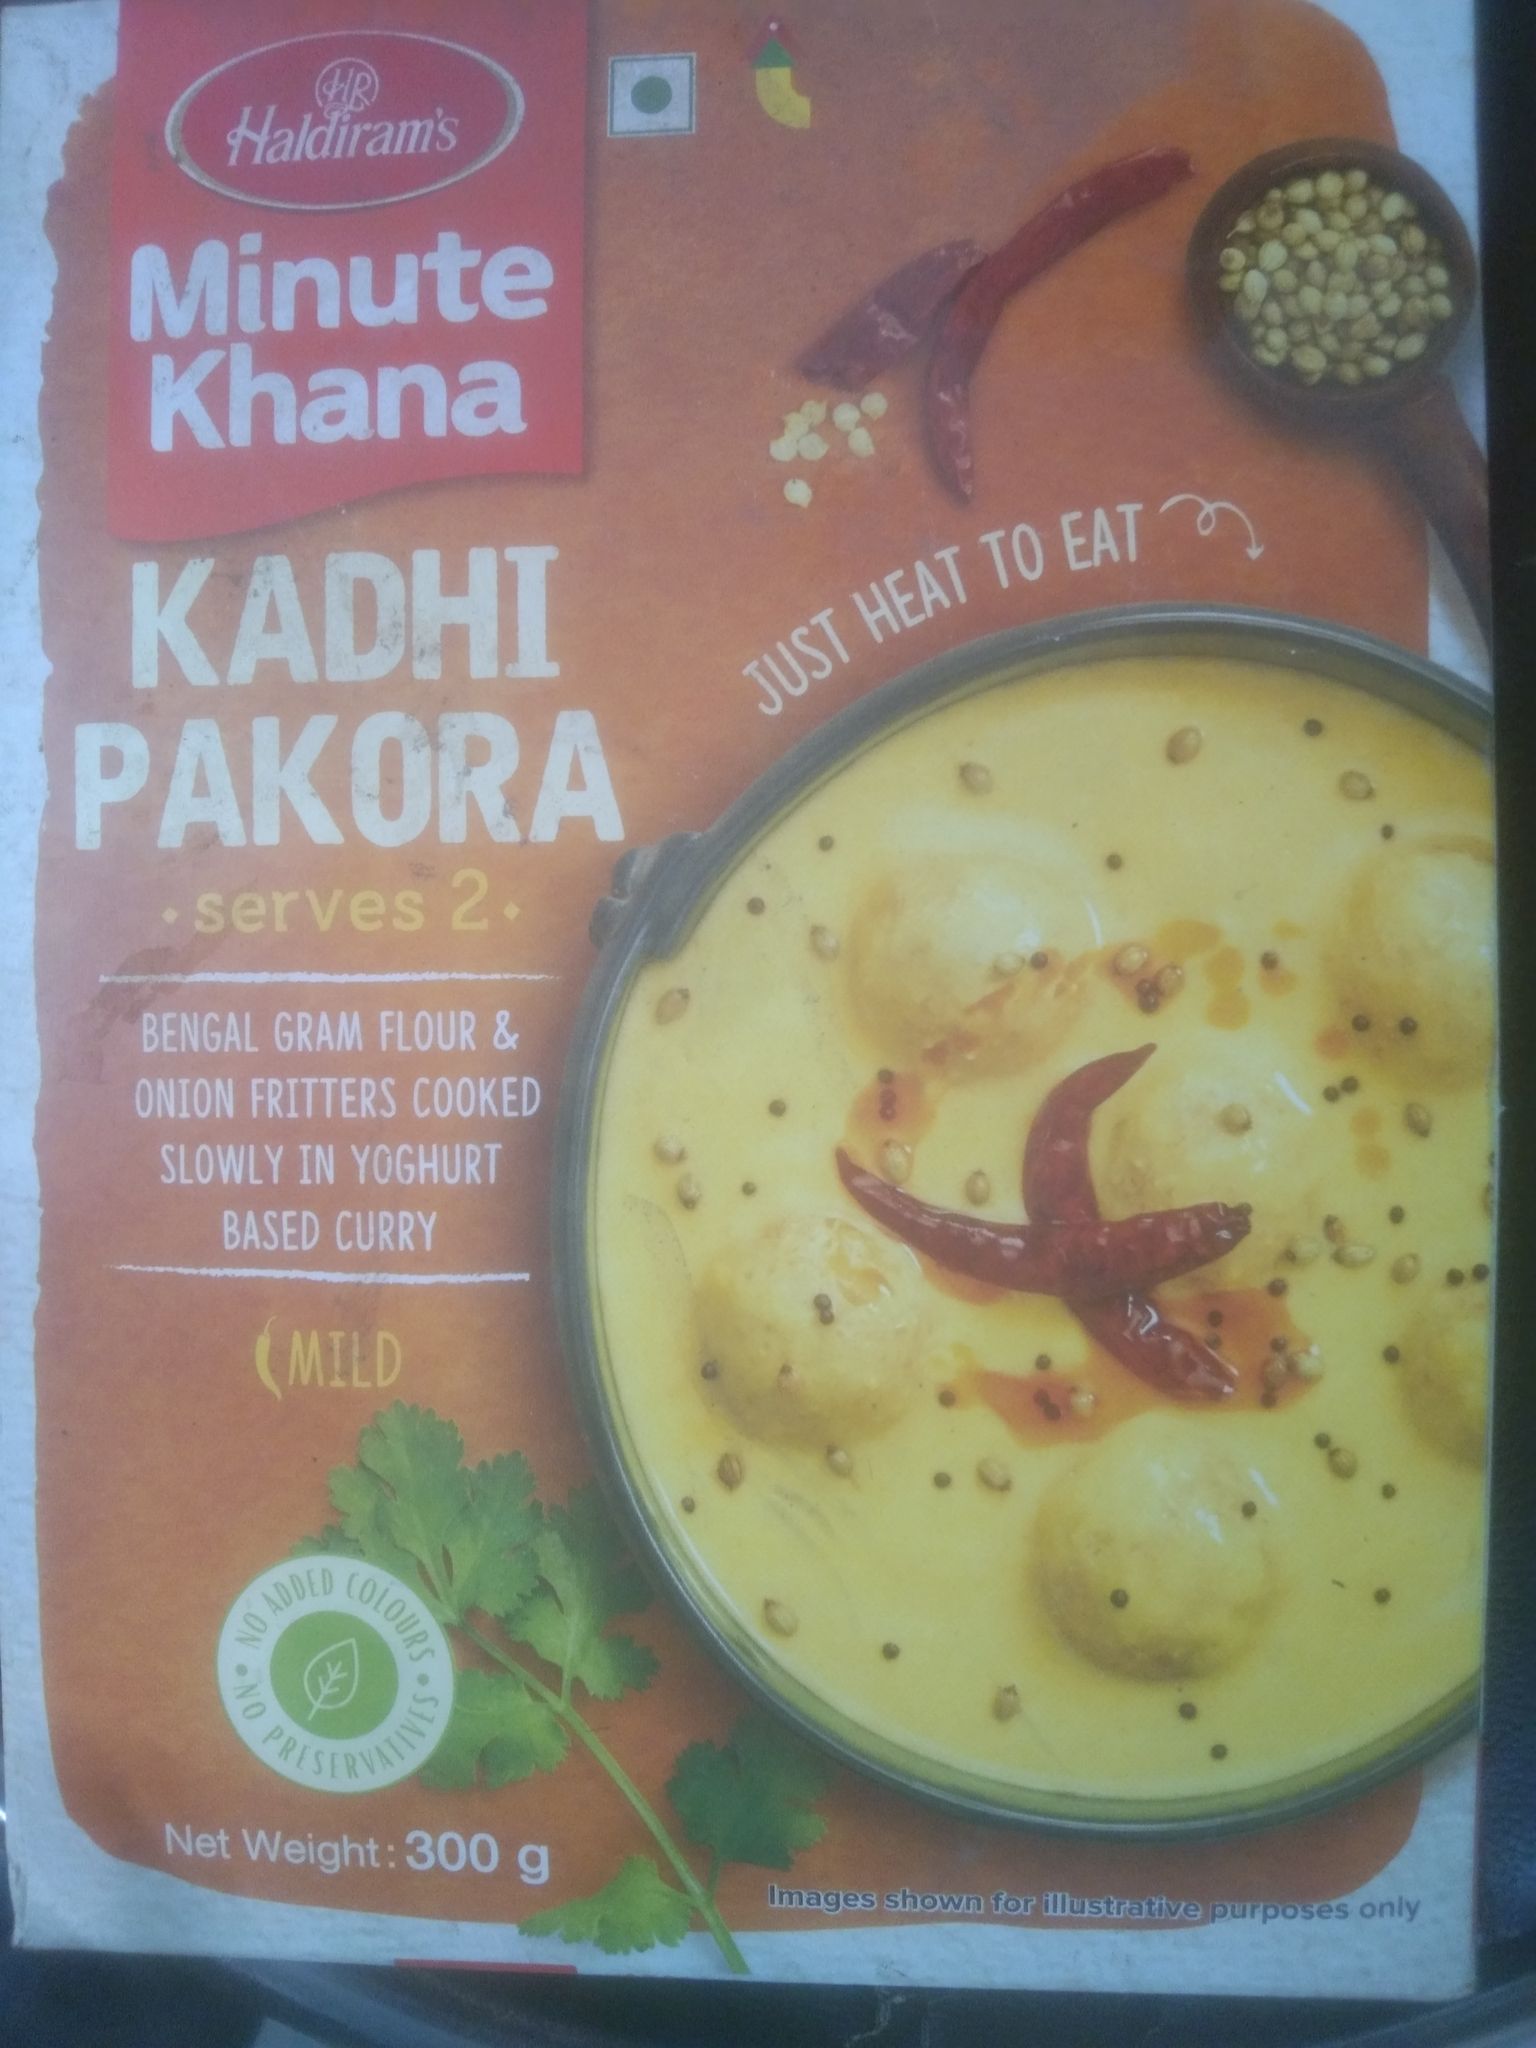 HR
Haldiram's
Minute
Khana
KADHI
PAKORA
• serves 2 •
BENGAL GRAM FLOUR &
ONION FRITTERS COOKED
SLOWLY IN YOGHURT
BASED CURRY
MILD
JUST HEAT TO EAT
NO ADDED COLOURS •
NO PRESERVATIVES •
Net Weight: 300 g
Images shown for illustrative purposes only